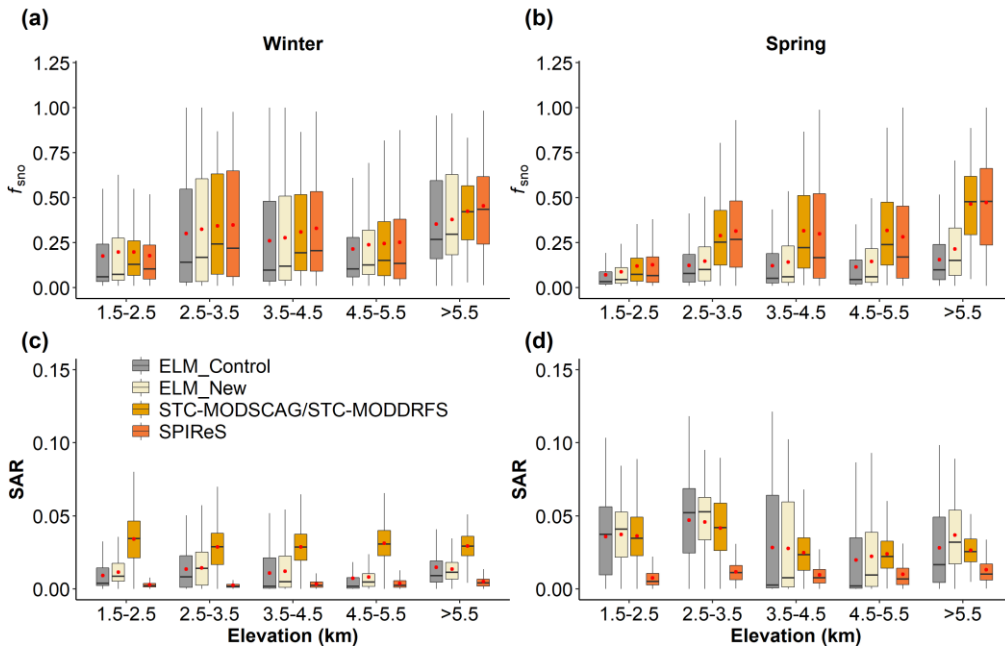 (a)
Winter
1.00
0.75
0.50
0.25
0.00
fsno
1.5-2.5 2.5-3.5 3.5-4.5 4.5-5.5 >5.5
(b)
Spring
1.00
0.75
0.50
0.25
0.00
fsno
1.5-2.5 2.5-3.5 3.5-4.5 4.5-5.5 >5.5
(c)
ELM_Control
ELM_New
STC-MODSCAG/STC-MODDRFS
SPIReS
0.15
0.10
0.05
0.00
SAR
1.5-2.5 2.5-3.5 3.5-4.5 4.5-5.5 >5.5
Elevation (km)
(d)
0.15
0.10
0.05
0.00
SAR
1.5-2.5 2.5-3.5 3.5-4.5 4.5-5.5 >5.5
Elevation (km)